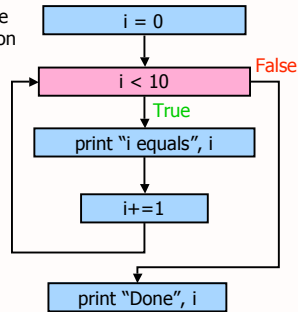 i = 0
i < 10
False
True
print “i equals”, i
i+=1
print “Done”, i